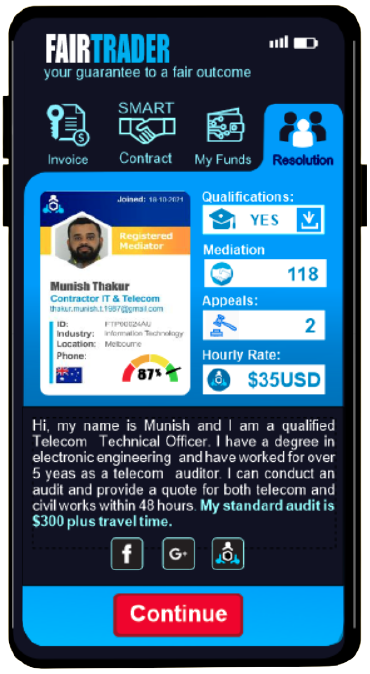 FAIRTRADER
your guarantee to a fair outcome
SMART
Invoice
Contract
My Funds
Resolution
Joined: 18-10-2021
Registered
Mediator
Munish Thakur
Contractor IT & Telecom
thakur.munish.t.1987@gmail.com
ID:
Industry: Information Technology
Location: Melbourne
Phone:
87%
Qualifications:
YES
Mediation
118
Appeals:
2
Hourly Rate:
$35USD
Hi, my name is Munish and I am a qualified
Telecom Technical Officer. I have a degree in
electronic engineering and have worked for over
5 yeas as a telecom auditor. I can conduct an
audit and provide a quote for both telecom and
civil works within 48 hours. My standard audit is
$300 plus travel time.
f
G+
Continue